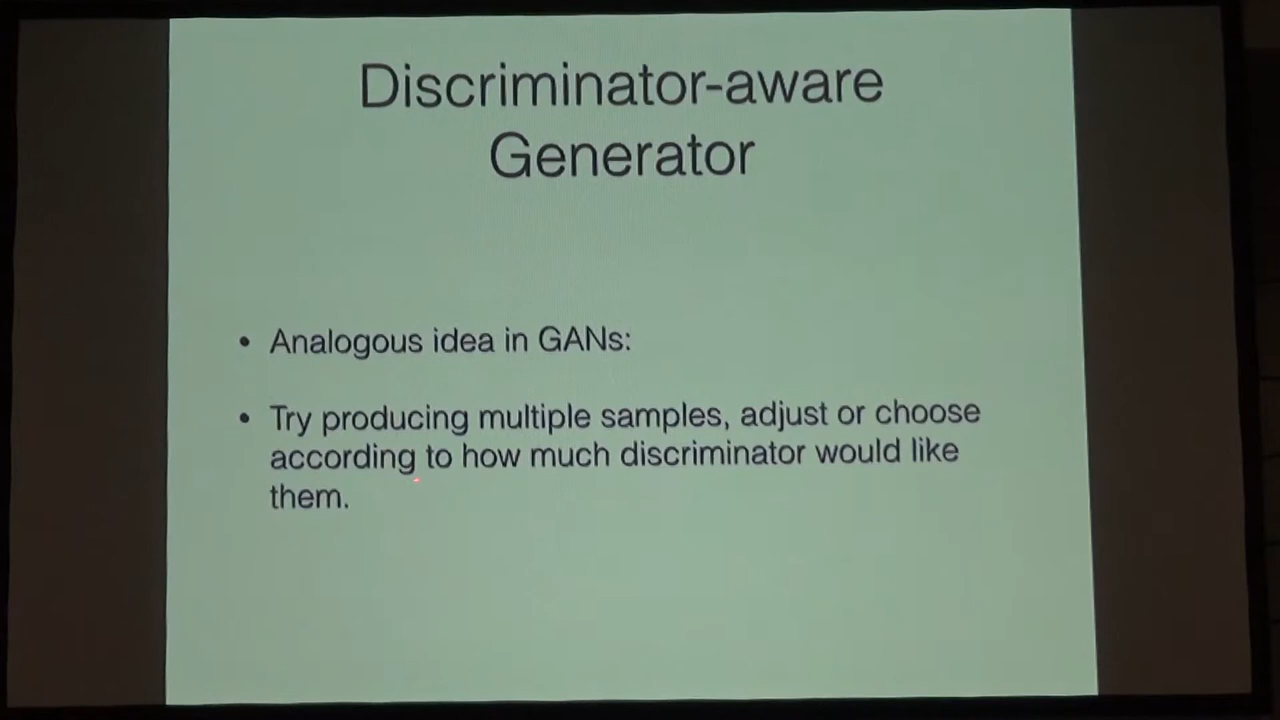 Discriminator-aware
Generator
• Analogous idea in GANs:
• Try producing multiple samples, adjust or choose
according to how much discriminator would like
them.